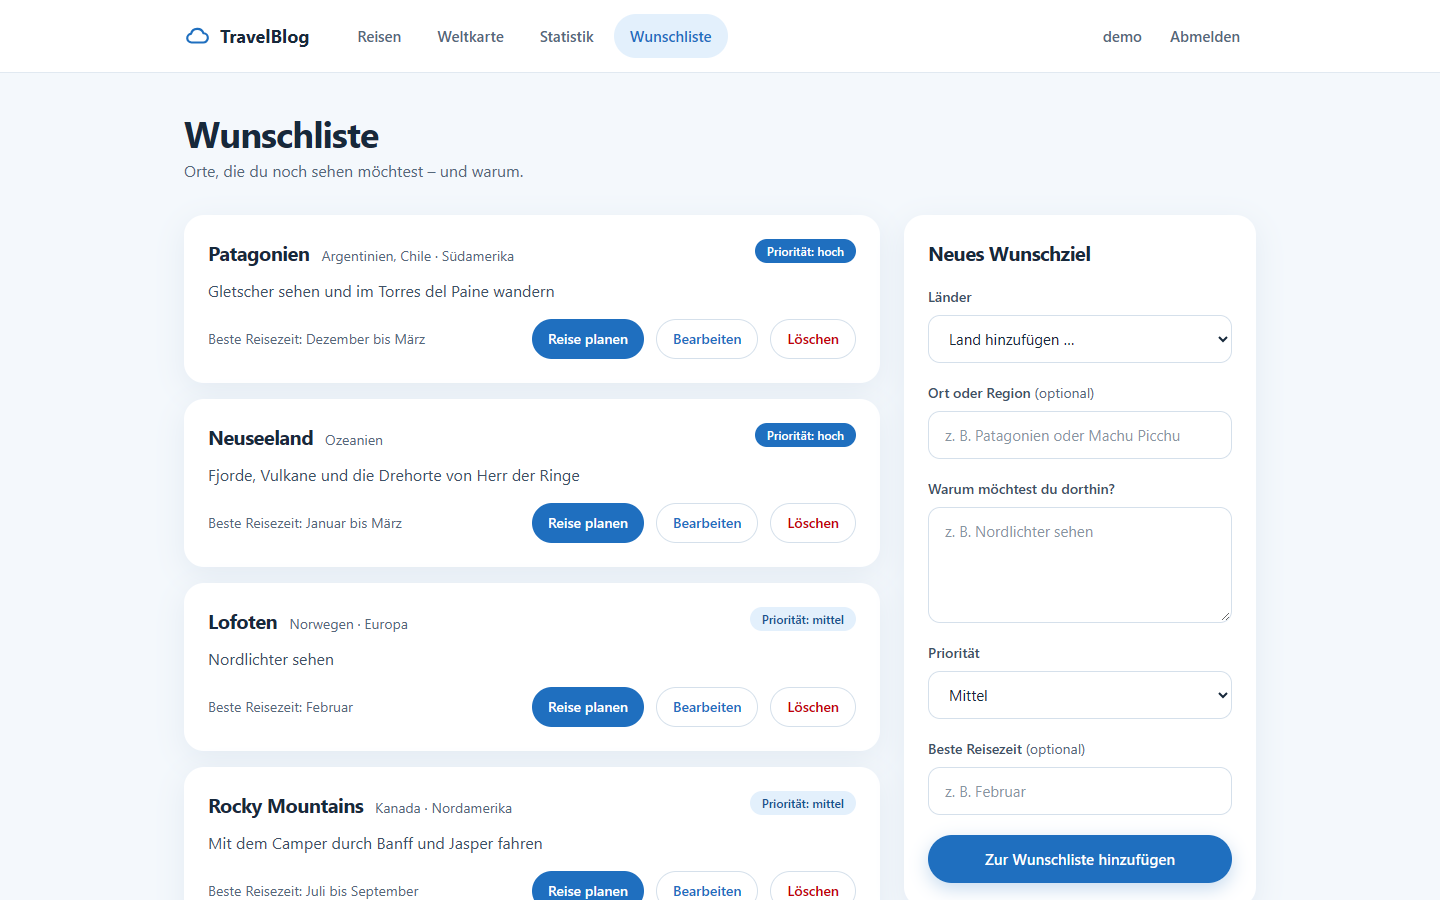 TravelBlog Reisen Weltkarte Statistik Wunschliste demo Abmelden
Wunschliste
Orte, die du noch sehen möchtest – und warum.
Patagonien Argentinien, Chile · Südamerika Priorität: hoch
Gletscher sehen und im Torres del Paine wandern
Beste Reisezeit: Dezember bis März Reise planen Bearbeiten Löschen
Neuseeland Ozeanien Priorität: hoch
Fjorde, Vulkane und die Drehorte von Herr der Ringe
Beste Reisezeit: Januar bis März Reise planen Bearbeiten Löschen
Lofoten Norwegen · Europa Priorität: mittel
Nordlichter sehen
Beste Reisezeit: Februar Reise planen Bearbeiten Löschen
Rocky Mountains Kanada · Nordamerika Priorität: mittel
Mit dem Camper durch Banff und Jasper fahren
Beste Reisezeit: Juli bis September Reise planen Bearbeiten Löschen
Neues Wunschziel
Länder
Land hinzufügen ...
Ort oder Region (optional)
z. B. Patagonien oder Machu Picchu
Warum möchtest du dorthin?
z. B. Nordlichter sehen
Priorität
Mittel
Beste Reisezeit (optional)
z. B. Februar
Zur Wunschliste hinzufügen